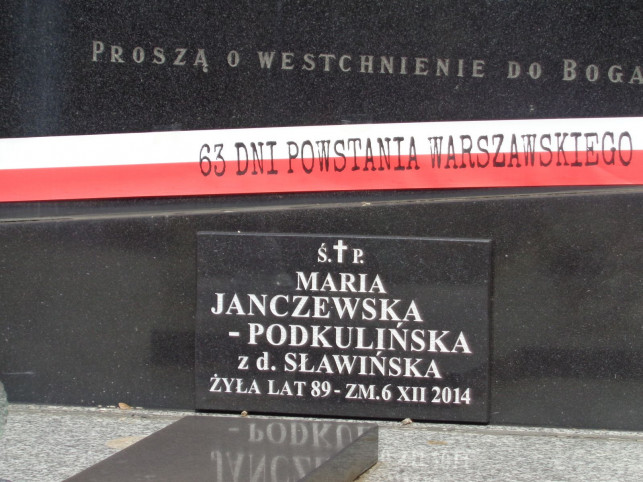 PROSZĄ O WESTCHNIENIE DO BOGA
63 DNI POWSTANIA WARSZAWSKIEGO
Ś.✝P.
MARIA
JANCZEWSKA
- PODKULIŃSKA
z d. SŁAWIŃSKA
ŻYŁA LAT 89 - ZM. 6 XII 2014